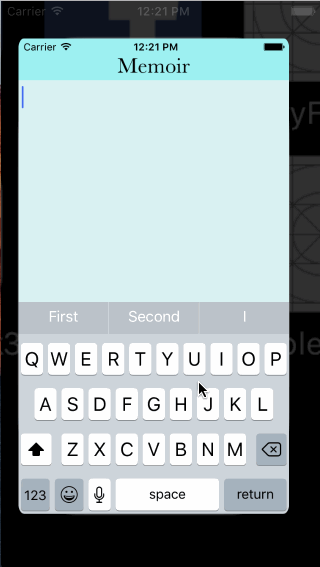 Carrier 12:21 PM
Carrier 12:21 PM
Memoir
First Second I
Q W E R T Y U I O P
A S D F G H J K L
Z X C V B N M
123 space return